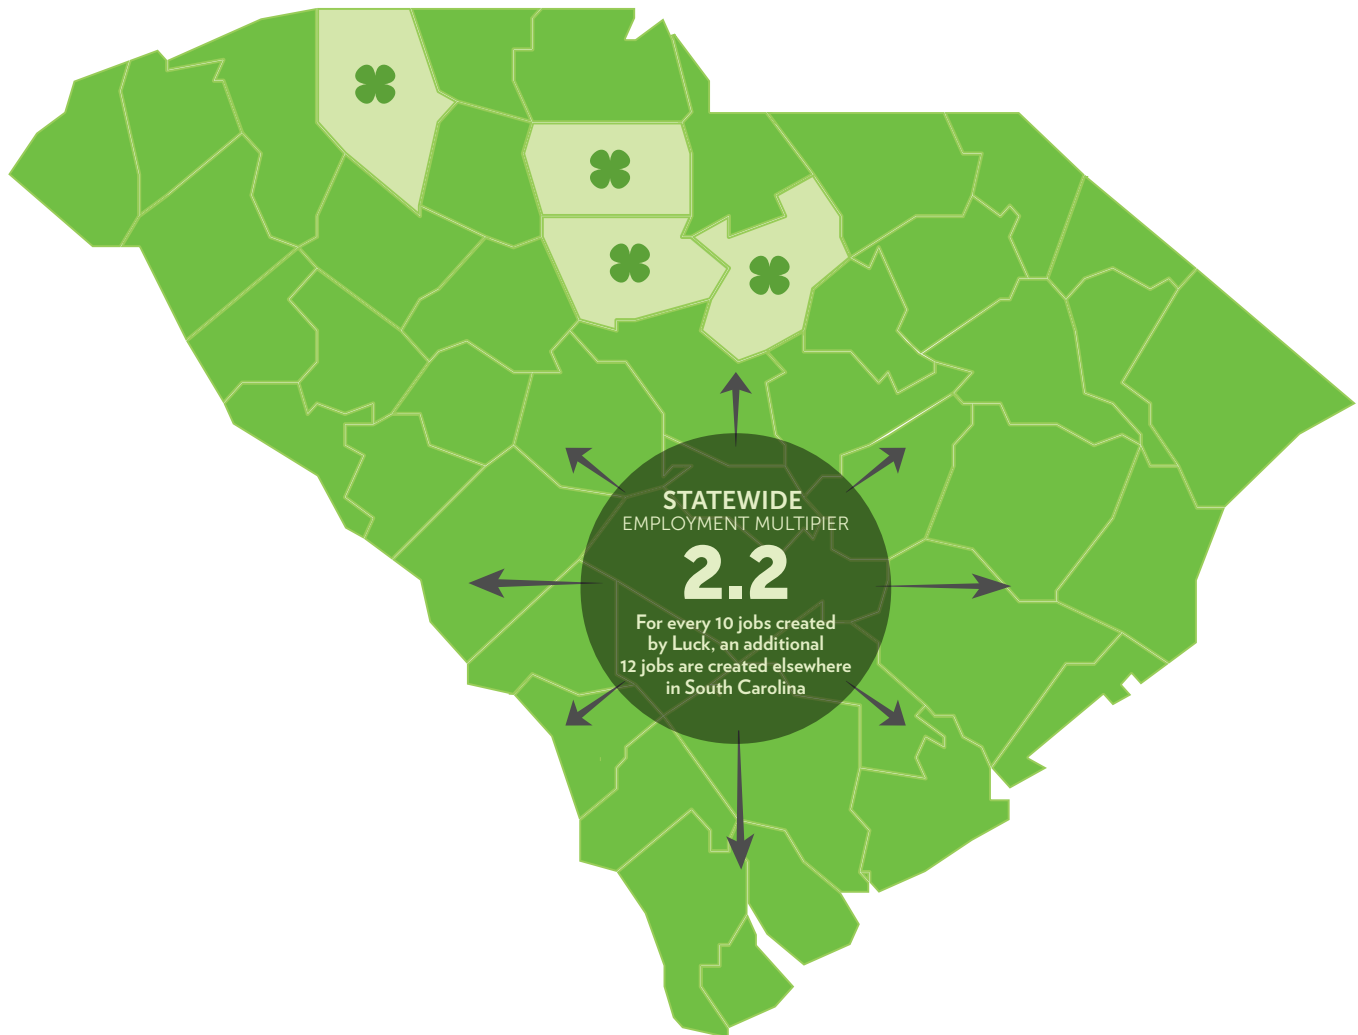 STATEWIDE
EMPLOYMENT MULTIPIER
2.2
For every 10 jobs created
by Luck, an additional
12 jobs are created elsewhere
in South Carolina